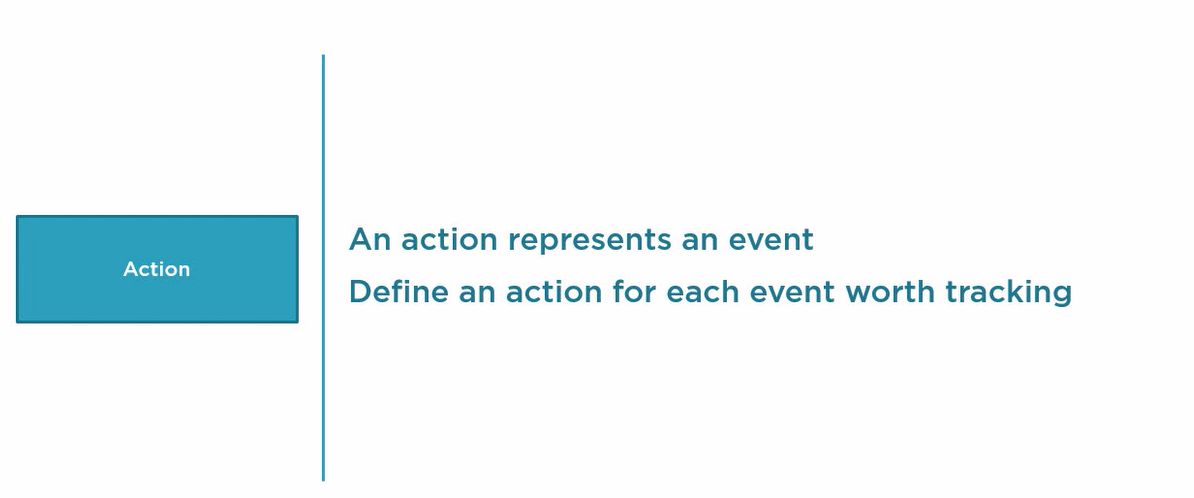 Action
An action represents an event
Define an action for each event worth tracking